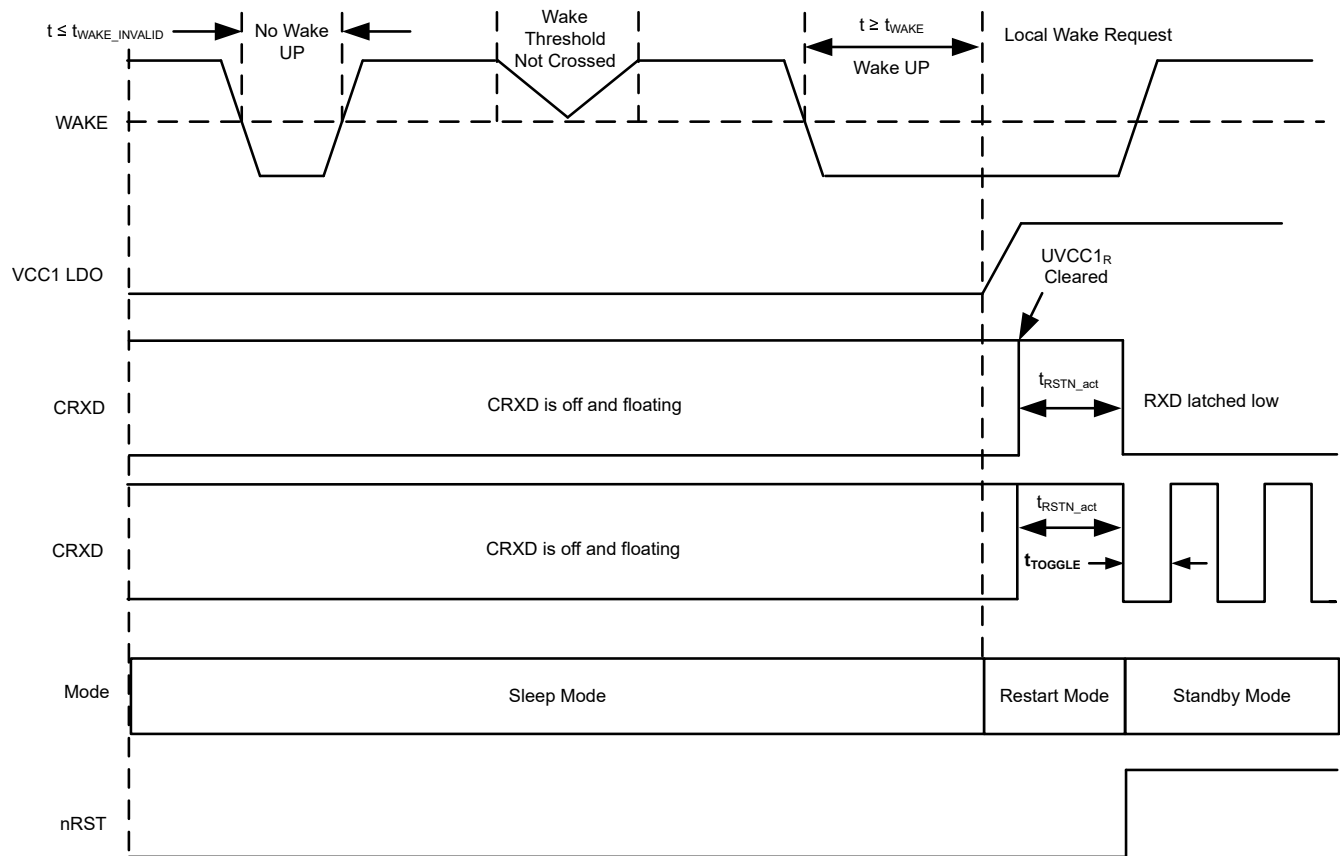 t ≤ tWAKE_INVALID
No Wake
UP
Wake
Threshold
Not Crossed
t ≥ tWAKE
Wake UP
Local Wake Request
WAKE
VCC1 LDO
UVCC1R
Cleared
CRXD
CRXD is off and floating
tRSTN_act
RXD latched low
CRXD
CRXD is off and floating
tRSTN_act
tTOGGLE
Mode
Sleep Mode
Restart Mode
Standby Mode
nRST